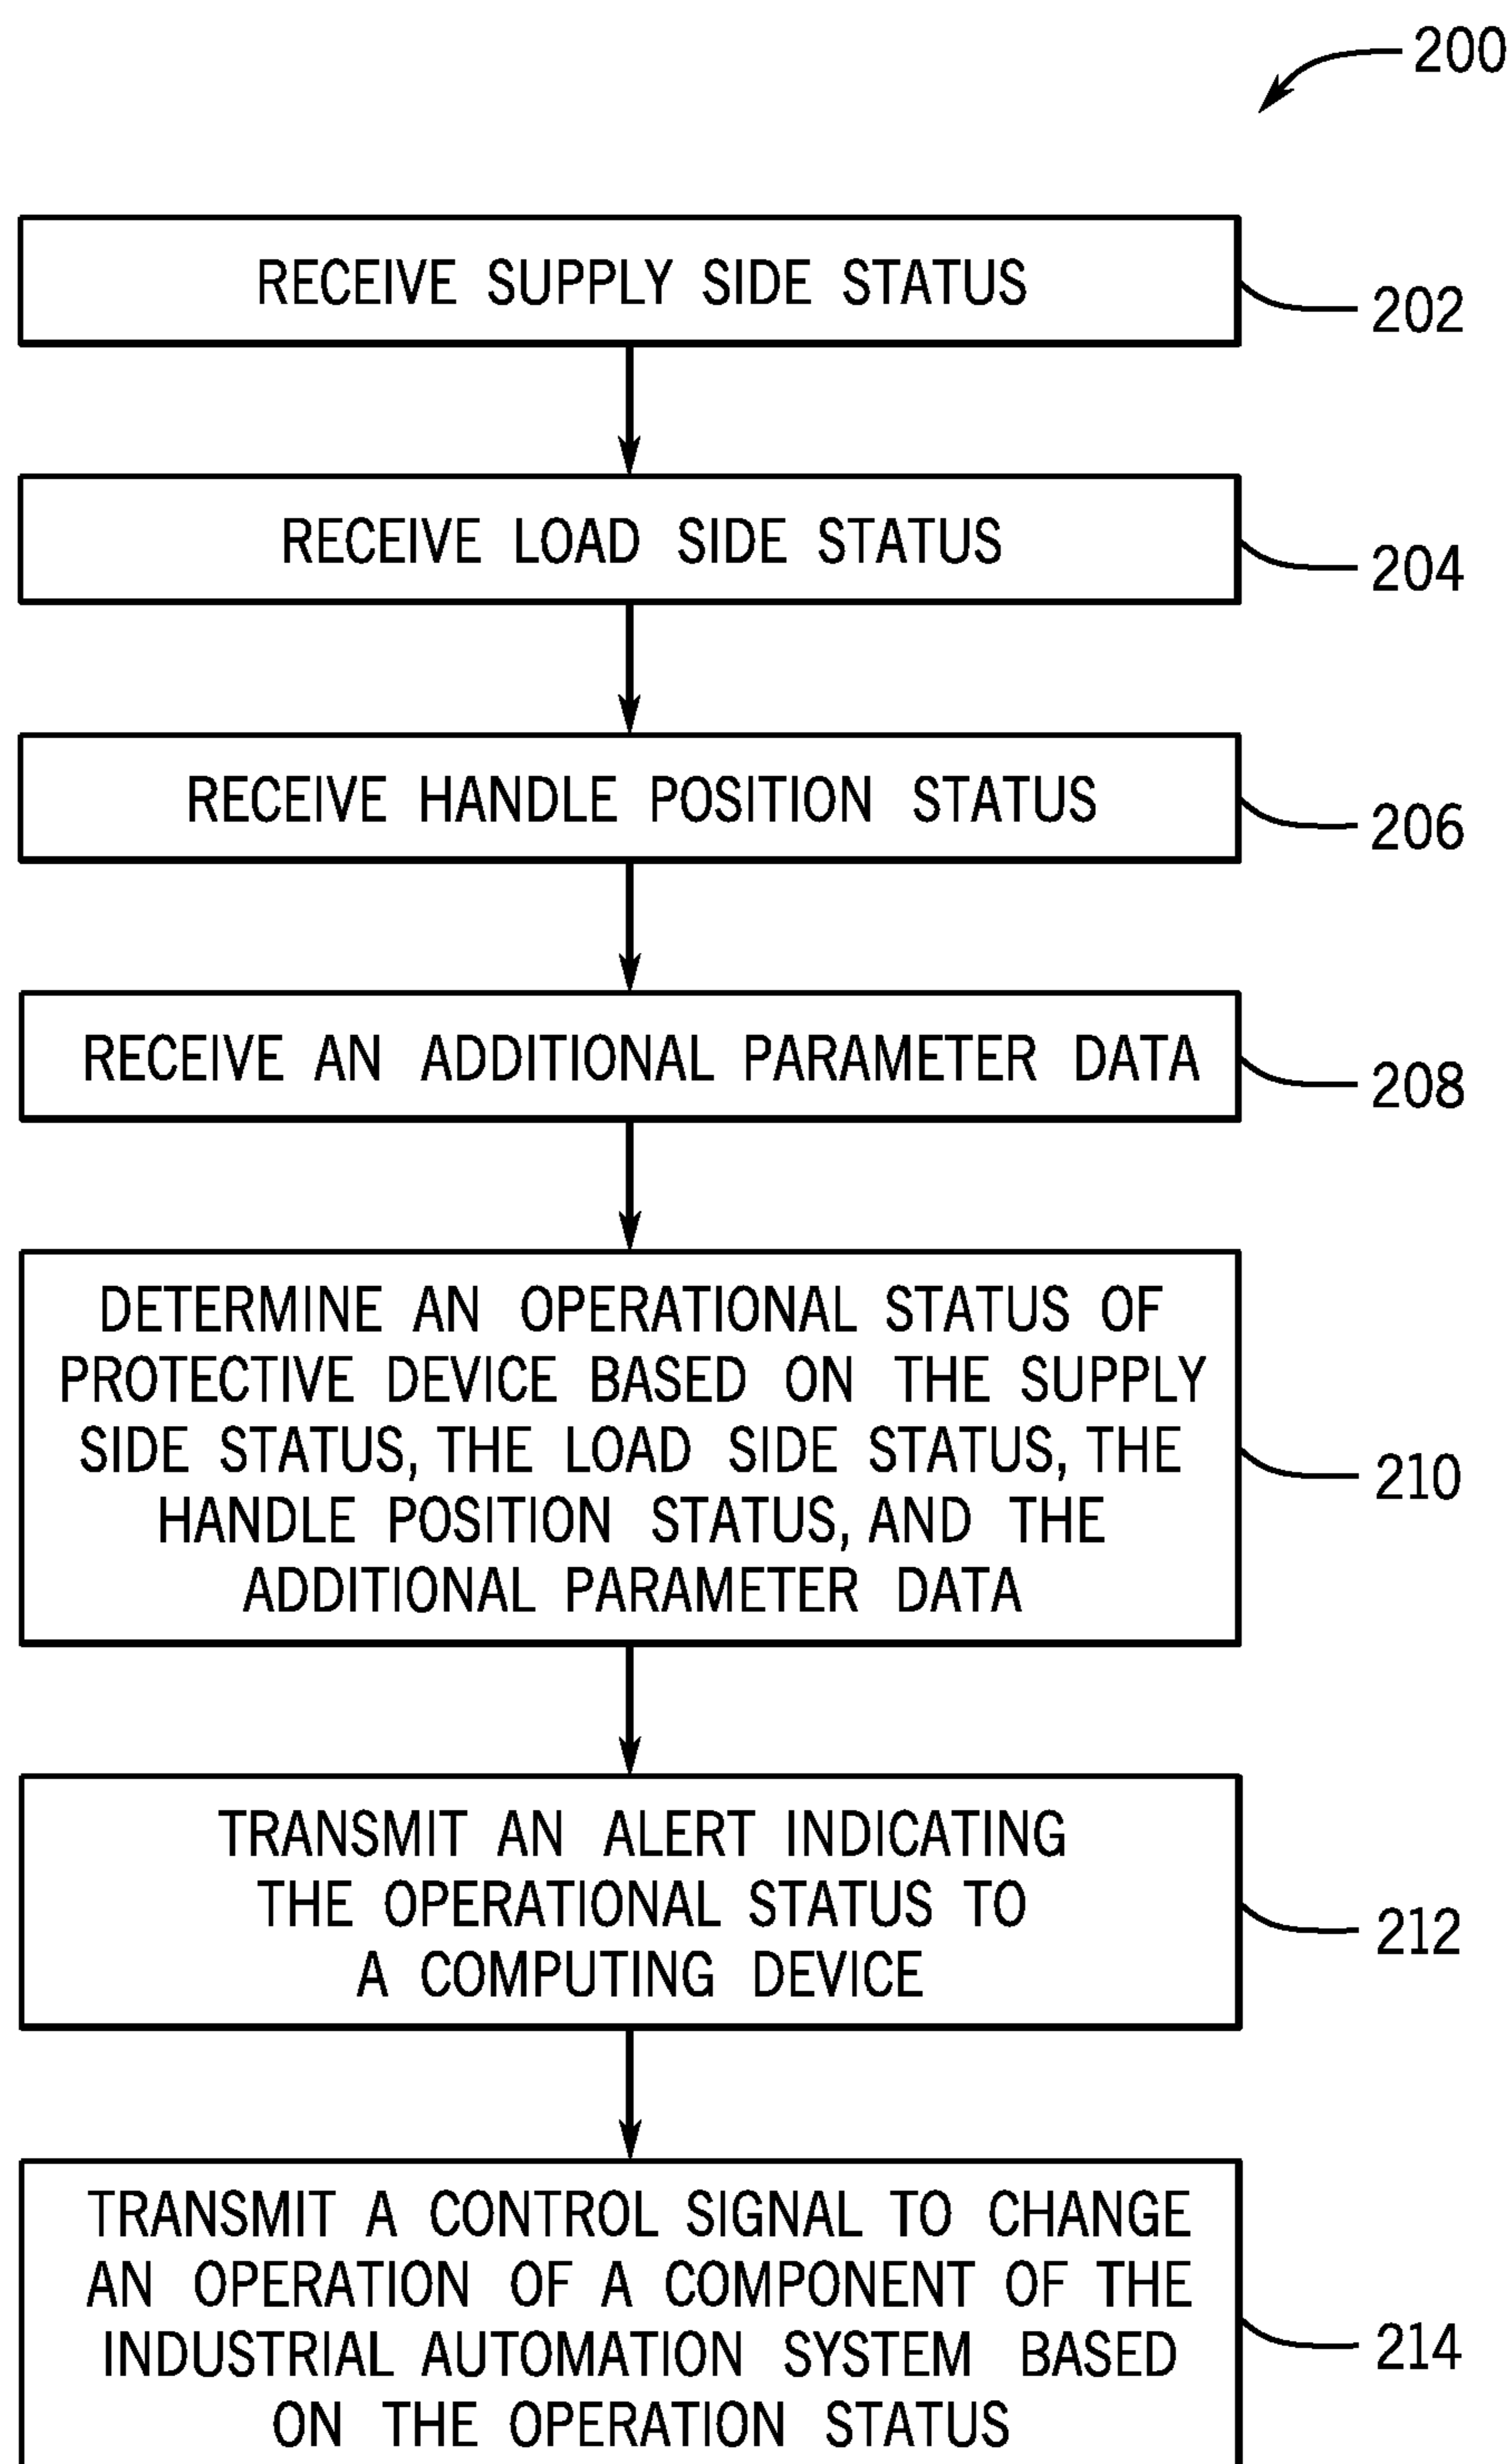 200
RECEIVE SUPPLY SIDE STATUS
202
RECEIVE LOAD SIDE STATUS
204
RECEIVE HANDLE POSITION STATUS
206
RECEIVE AN ADDITIONAL PARAMETER DATA
208
DETERMINE AN OPERATIONAL STATUS OF
PROTECTIVE DEVICE BASED ON THE SUPPLY
SIDE STATUS, THE LOAD SIDE STATUS, THE
HANDLE POSITION STATUS, AND THE
ADDITIONAL PARAMETER DATA
210
TRANSMIT AN ALERT INDICATING
THE OPERATIONAL STATUS TO
A COMPUTING DEVICE
212
TRANSMIT A CONTROL SIGNAL TO CHANGE
AN OPERATION OF A COMPONENT OF THE
INDUSTRIAL AUTOMATION SYSTEM BASED
ON THE OPERATION STATUS
214